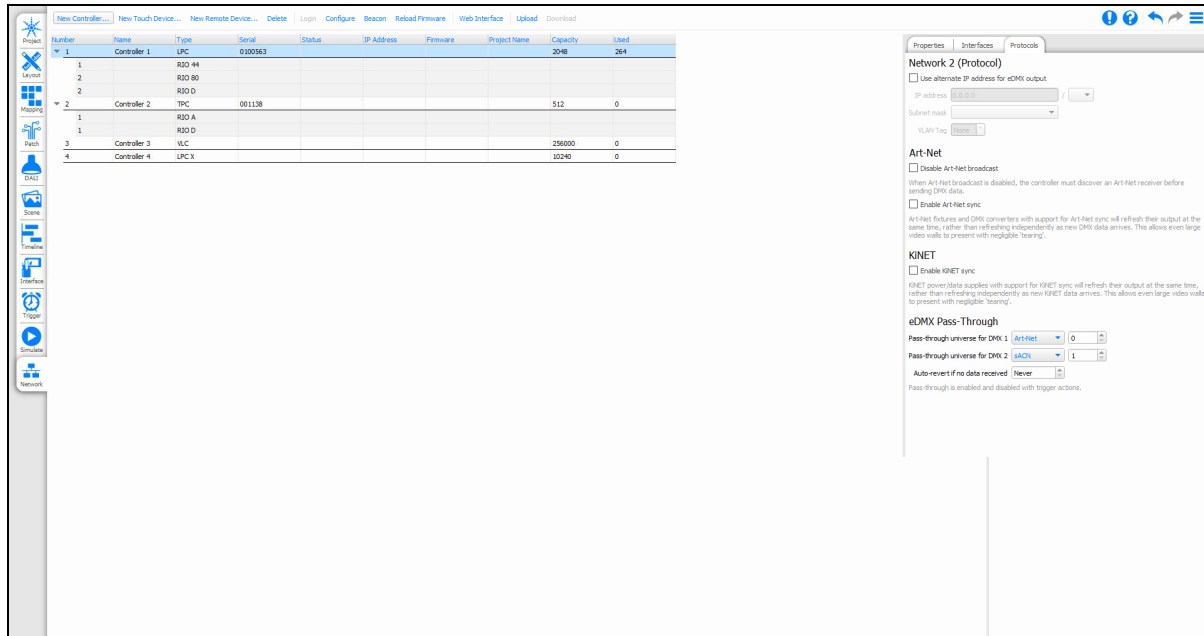 New Controller... New Touch Device... New Remote Device... Delete Login Configure Beacon Reload Firmware Web Interface Upload Download
Project
Layout
Mapping
Patch
DALI
Scene
Timeline
Interface
Trigger
Simulate
Network
Number Name Type Serial Status IP Address Firmware Project Name Capacity Used
1 Controller 1 LPC 0100563 2048 264
1 RIO 44
2 RIO 80
2 RIO D
2 Controller 2 TPC 001138 512 0
1 RIO A
1 RIO D
3 Controller 3 VLC 256000 0
4 Controller 4 LPC X 10240 0
Properties Interfaces Protocols
Network 2 (Protocol)
Use alternate IP address for eDMX output
IP address 0.0.0.0 /
Subnet mask
VLAN Tag None
Art-Net
Disable Art-Net broadcast
When Art-Net broadcast is disabled, the controller must discover an Art-Net receiver before
sending DMX data.
Enable Art-Net sync
Art-Net fixtures and DMX converters with support for Art-Net sync will refresh their output at the
same time, rather than refreshing independently as new DMX data arrives. This allows even large
video walls to present with negligible 'tearing'.
KiNET
Enable KiNET sync
KiNET power/data supplies with support for KiNET sync will refresh their output at the same time,
rather than refreshing independently as new KiNET data arrives. This allows even large video walls
to present with negligible 'tearing'.
eDMX Pass-Through
Pass-through universe for DMX 1 Art-Net 0
Pass-through universe for DMX 2 sACN 1
Auto-revert if no data received Never
Pass-through is enabled and disabled with trigger actions.